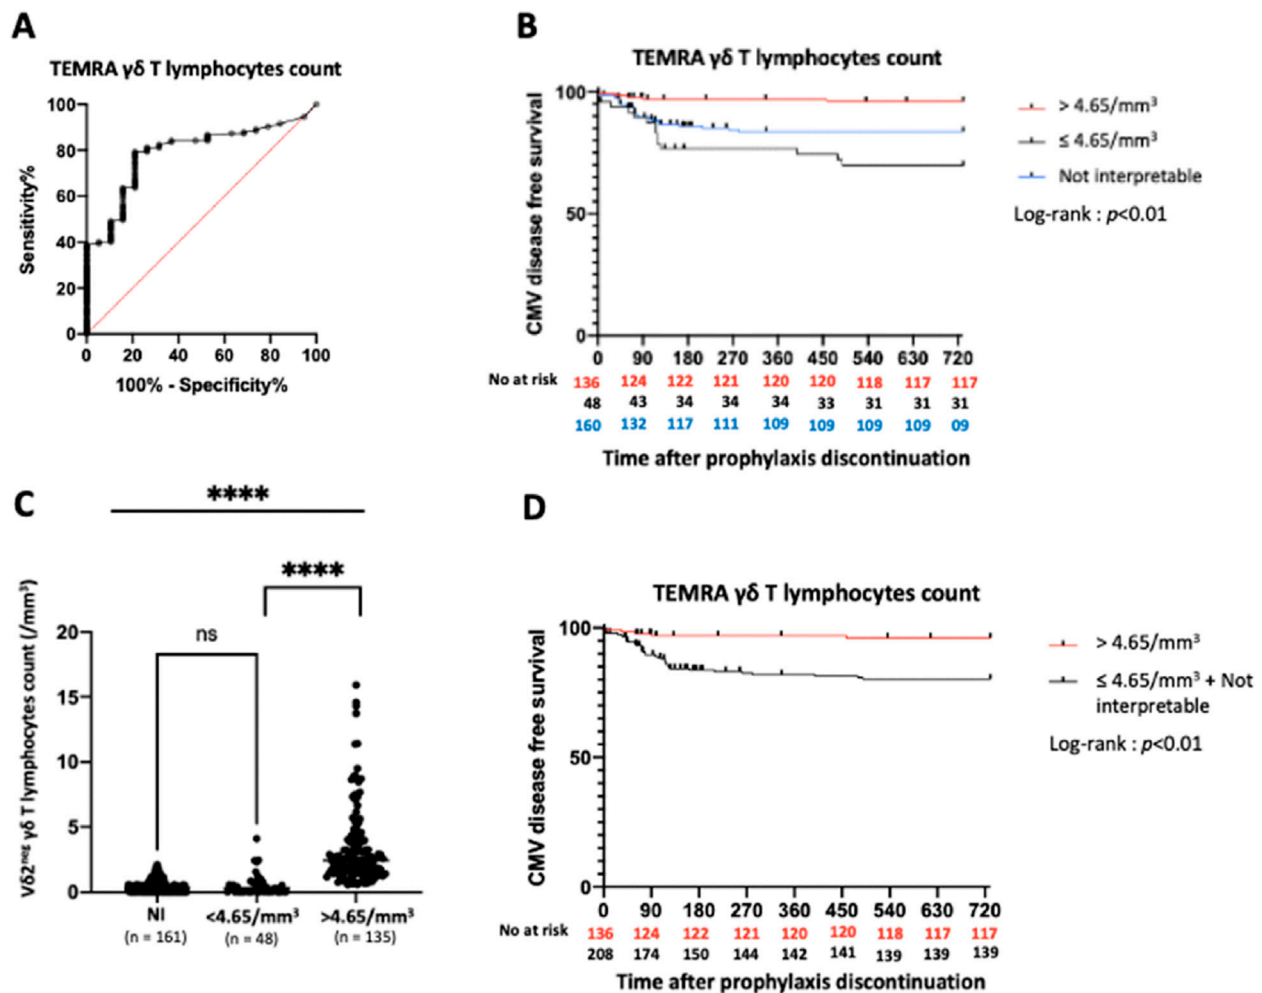 A
TEMRA γδ T lymphocytes count
100
80
60
40
20
0
Sensitivity%
0 20 40 60 80 100
100% - Specificity%
B
TEMRA γδ T lymphocytes count
100
50
0
CMV disease free survival
> 4.65/mm³
≤ 4.65/mm³
Not interpretable
Log-rank : p<0.01
0 90 180 270 360 450 540 630 720
No at risk 136 124 122 121 120 120 118 117 117
48 43 34 34 34 33 31 31 31
160 132 117 111 109 109 109 109 09
Time after prophylaxis discontinuation
C
****
****
ns
Vδ2ⁿᵉᵍ γδ T lymphocytes count (/mm³)
20
15
10
5
0
NI <4.65/mm³ >4.65/mm³
(n = 161) (n = 48) (n = 135)
D
TEMRA γδ T lymphocytes count
100
50
0
CMV disease free survival
> 4.65/mm³
≤ 4.65/mm³ + Not
interpretable
Log-rank : p<0.01
0 90 180 270 360 450 540 630 720
No at risk 136 124 122 121 120 120 118 117 117
208 174 150 144 142 141 139 139 139
Time after prophylaxis discontinuation